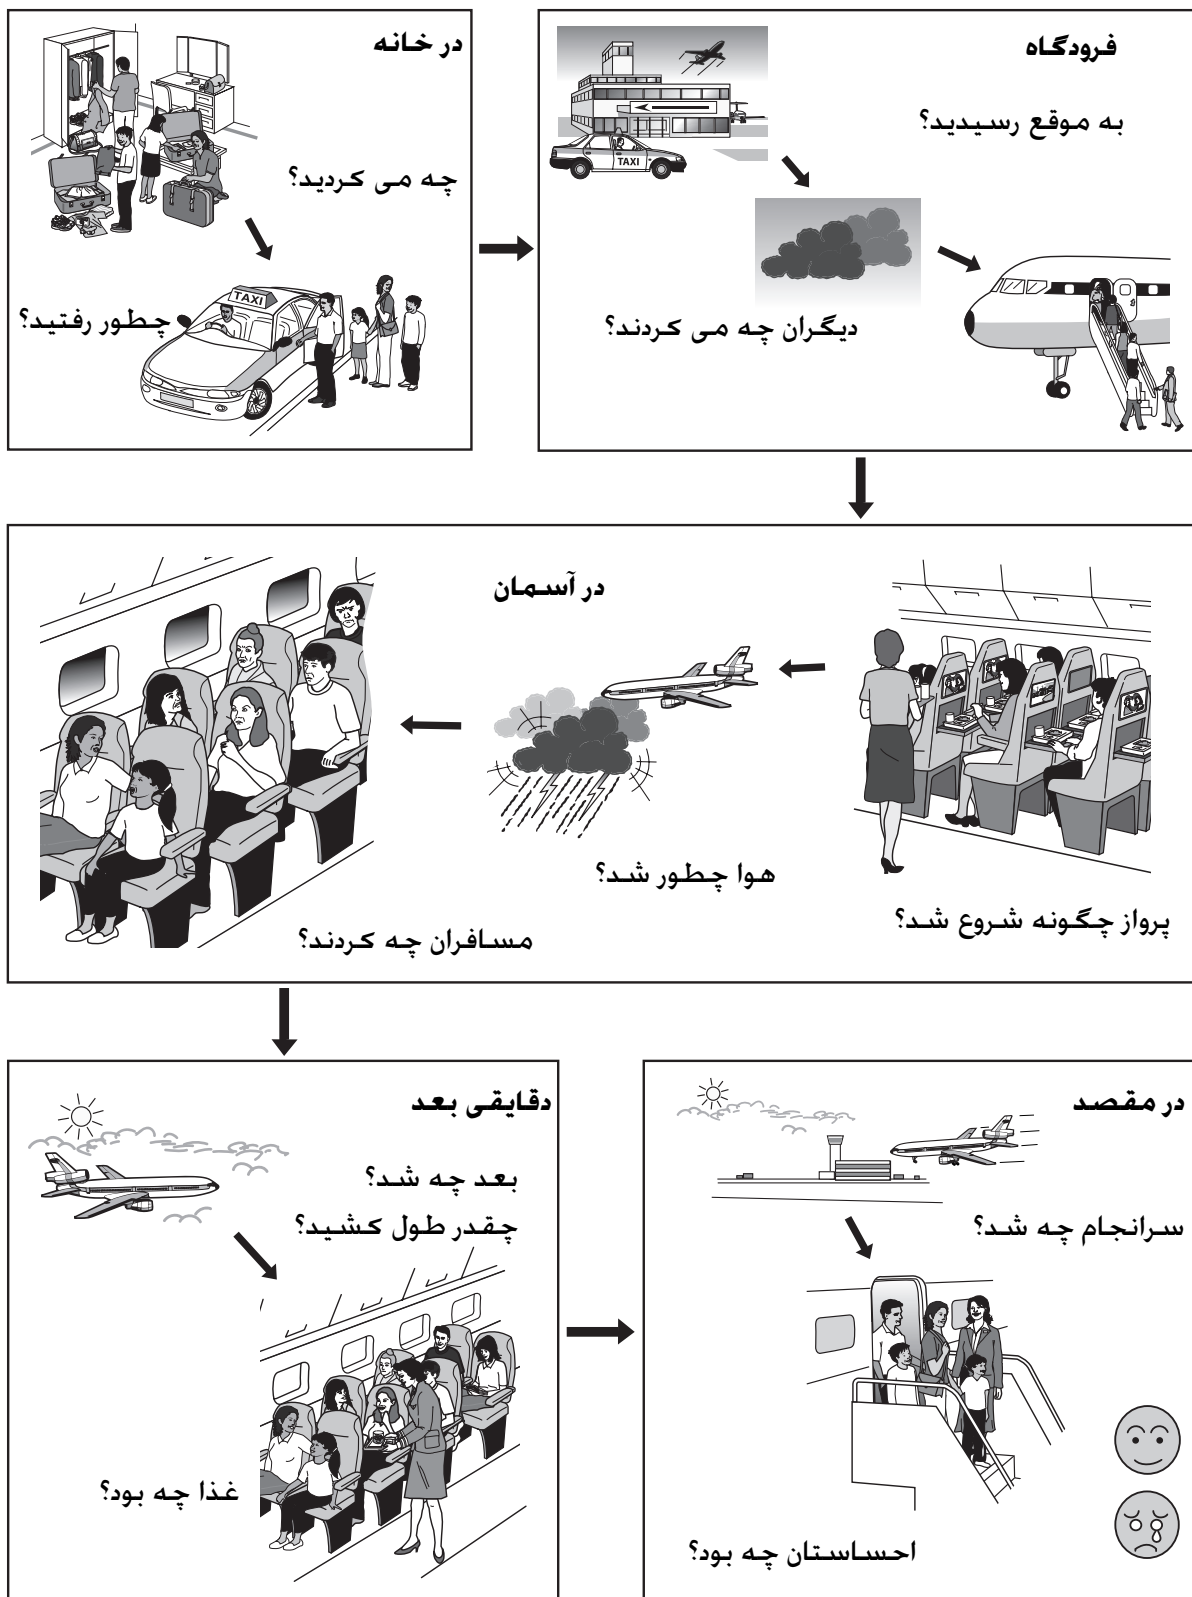 در خانه
چه می کردید؟
TAXI
چطور رفتید؟
فرودگاه
به موقع رسیدید؟
TAXI
دیگران چه می کردند؟
در آسمان
پرواز چگونه شروع شد؟
هوا چطور شد؟
مسافران چه کردند؟
دقایقی بعد
بعد چه شد؟
چقدر طول کشید؟
غذا چه بود؟
در مقصد
سرانجام چه شد؟
احساستان چه بود؟